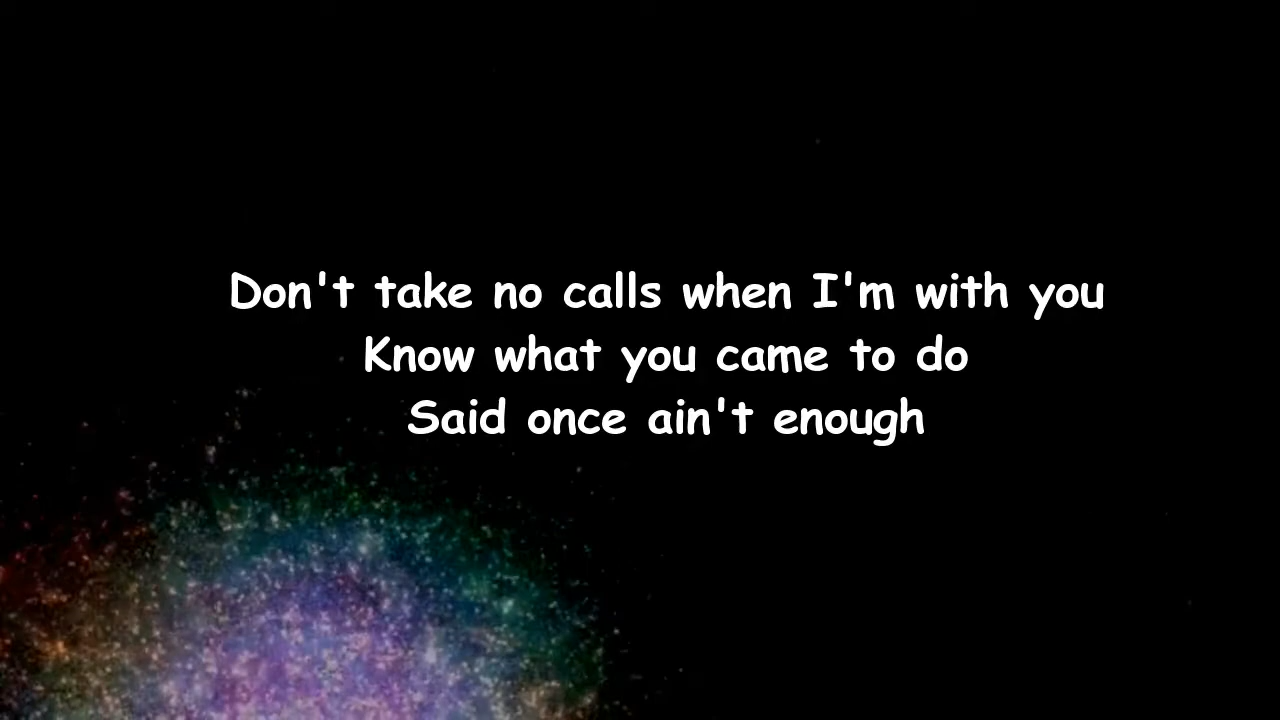 Don't take no calls when I'm with you
Know what you came to do
Said once ain't enough